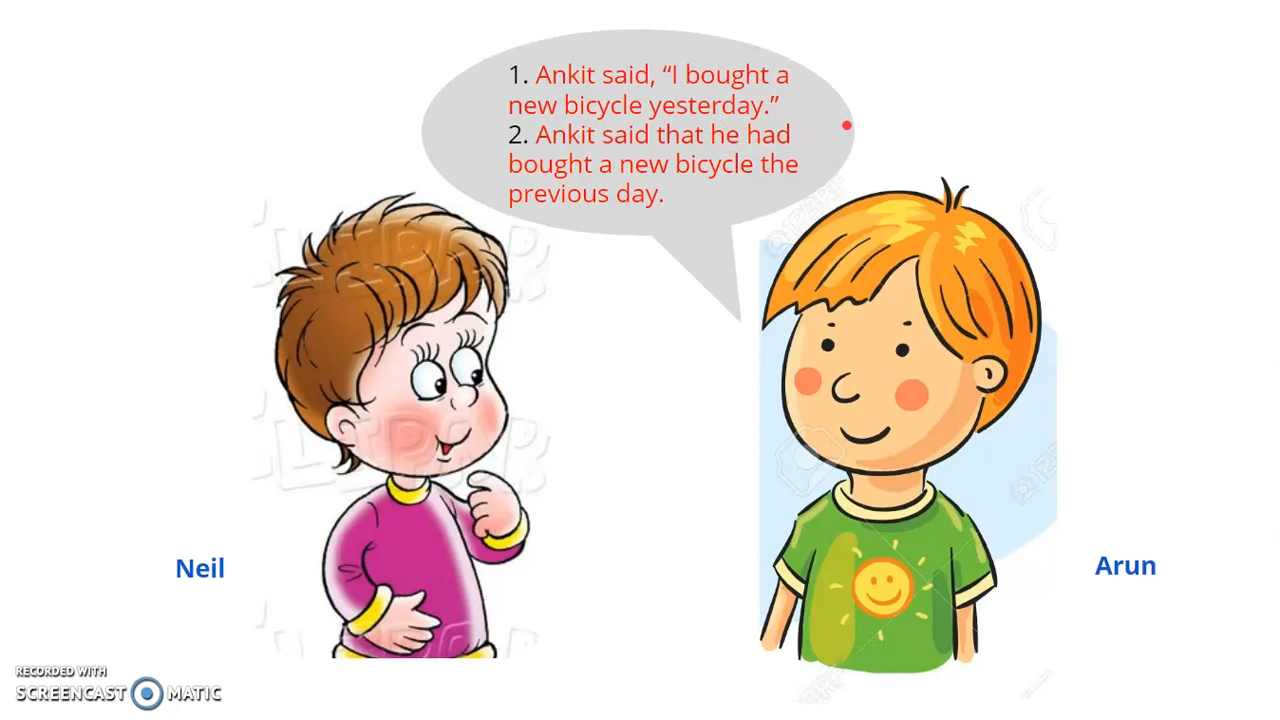 1. Ankit said, “I bought a
new bicycle yesterday.”
2. Ankit said that he had
bought a new bicycle the
previous day.
Neil
Arun
RECORDED WITH
SCREENCAST MATIC